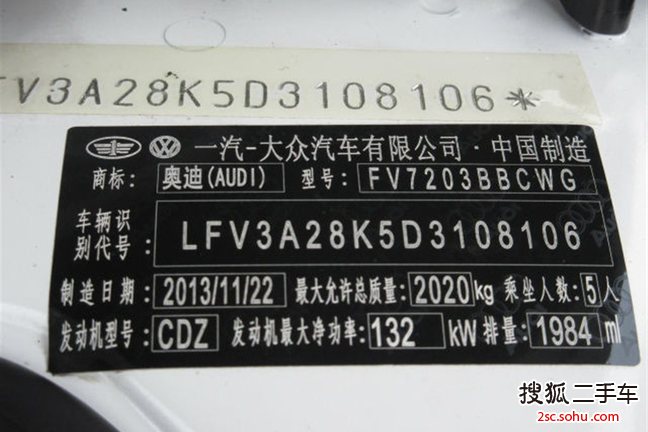 FV3A28K5D3108106*
一汽-大众汽车有限公司·中国制造
商标: 奥迪(AUDI) 型号: FV7203BBCWG
车辆识别代号: LFV3A28K5D3108106
制造日期: 2013/11/22 最大允许总质量: 2020kg 乘坐人数: 5人
发动机型号: CDZ 发动机最大净功率: 132 kW 排量: 1984 ml
搜狐二手车
2sc.sohu.com